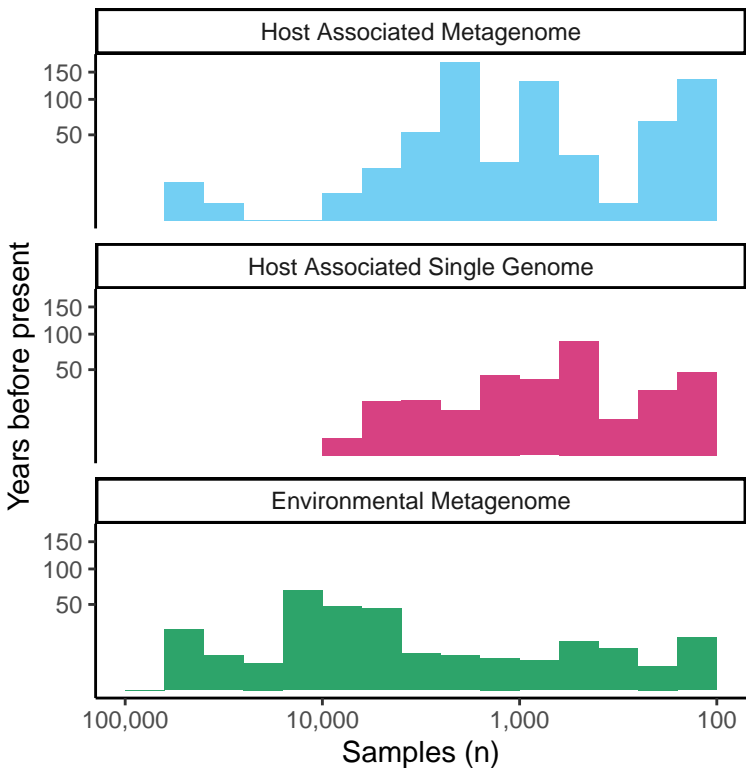 Host Associated Metagenome
150
100
50
Host Associated Single Genome
150
100
50
Environmental Metagenome
150
100
50
Years before present
100,000 10,000 1,000 100
Samples (n)